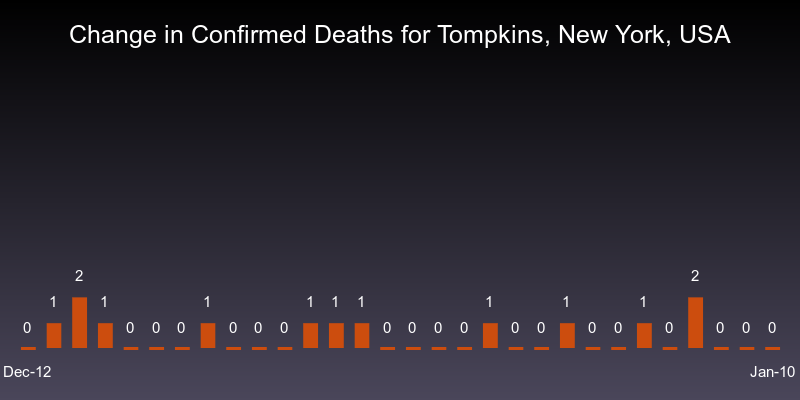 Change in Confirmed Deaths for Tompkins, New York, USA
0 1 2 1 0 0 0 1 0 0 0 1 1 1 0 0 0 0 1 0 0 1 0 0 1 0 2 0 0 0
Dec-12 Jan-10